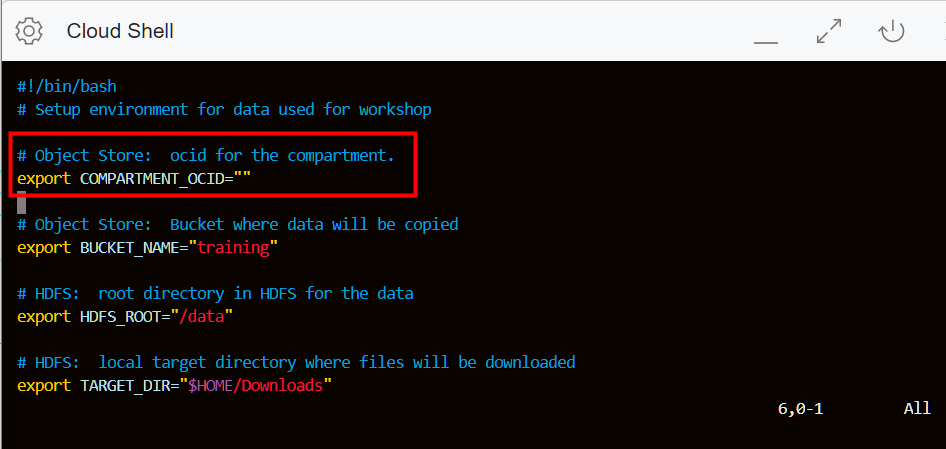 Cloud Shell
#!/bin/bash
# Setup environment for data used for workshop
# Object Store:  ocid for the compartment.
export COMPARTMENT_OCID=""
# Object Store:  Bucket where data will be copied
export BUCKET_NAME="training"
# HDFS:  root directory in HDFS for the data
export HDFS_ROOT="/data"
# HDFS:  local target directory where files will be downloaded
export TARGET_DIR="$HOME/Downloads"
6,0-1 All